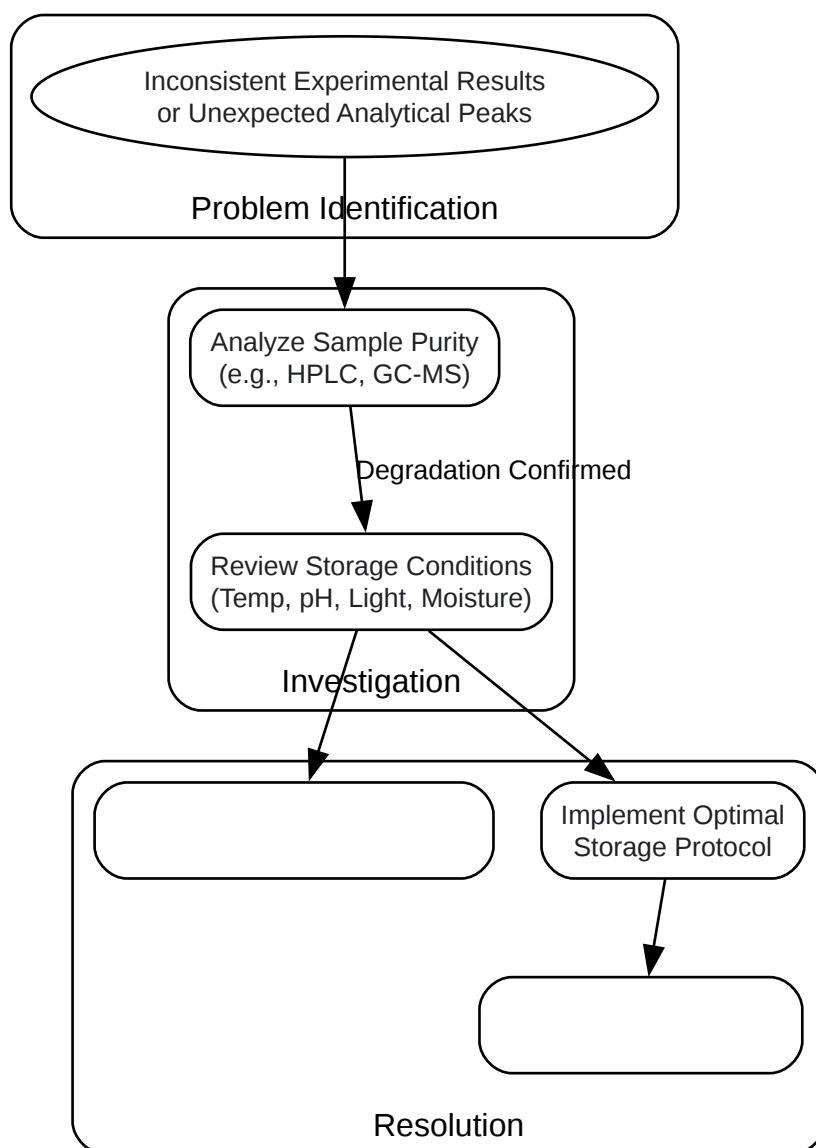 Inconsistent Experimental Results
or Unexpected Analytical Peaks
Problem Identification
Analyze Sample Purity
(e.g., HPLC, GC-MS)
Degradation Confirmed
Review Storage Conditions
(Temp, pH, Light, Moisture)
Investigation
Implement Optimal
Storage Protocol
Resolution